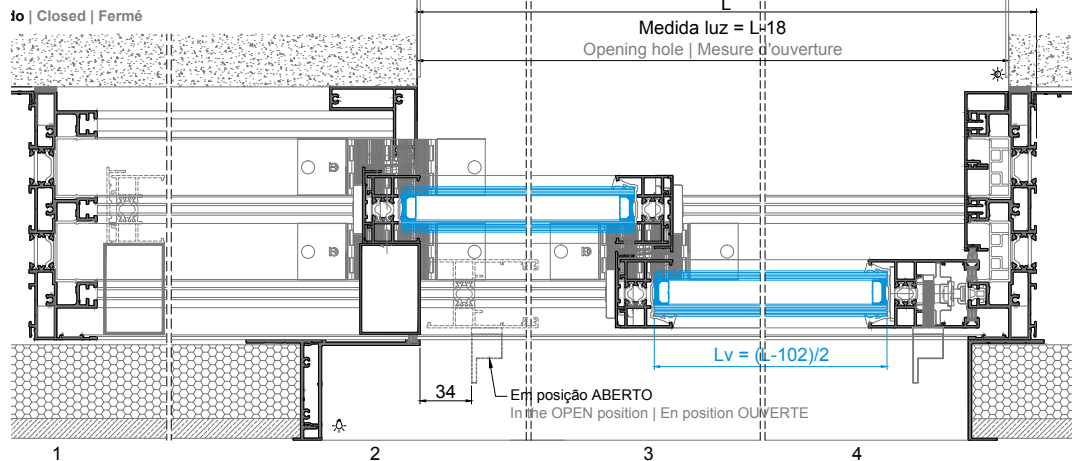 do | Closed | Fermé
L
Medida luz = L-18
Opening hole | Mesure d'ouverture
Lv = (L-102)/2
34
Em posição ABERTO
In the OPEN position | En position OUVERTE
1 2 3 4